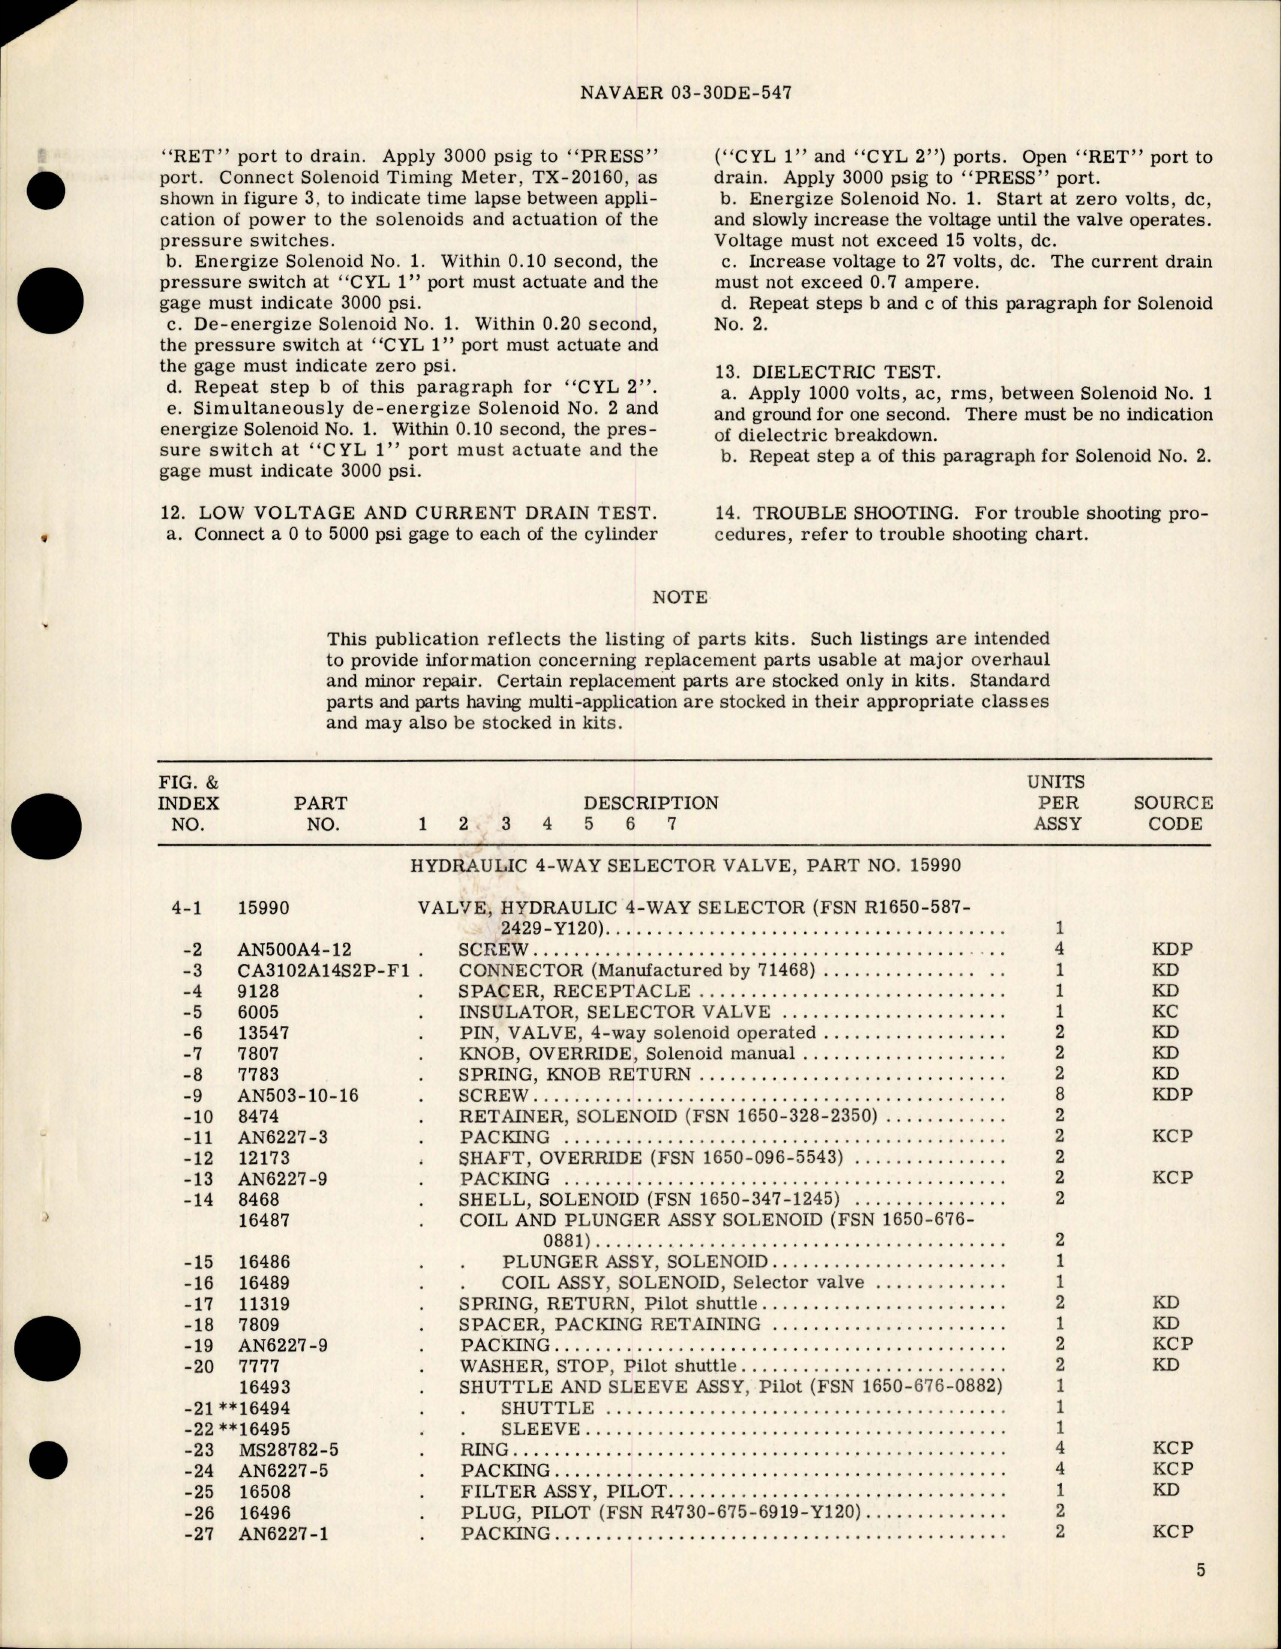 NAVAER 03-30DE-547
“RET” port to drain. Apply 3000 psig to “PRESS”
port. Connect Solenoid Timing Meter, TX-20160, as
shown in figure 3, to indicate time lapse between appli-
cation of power to the solenoids and actuation of the
pressure switches.
b. Energize Solenoid No. 1. Within 0.10 second, the
pressure switch at “CYL 1” port must actuate and the
gage must indicate 3000 psi.
c. De-energize Solenoid No. 1. Within 0.20 second,
the pressure switch at “CYL 1” port must actuate and
the gage must indicate zero psi.
d. Repeat step b of this paragraph for “CYL 2”.
e. Simultaneously de-energize Solenoid No. 2 and
energize Solenoid No. 1. Within 0.10 second, the pres-
sure switch at “CYL 1” port must actuate and the
gage must indicate 3000 psi.
12. LOW VOLTAGE AND CURRENT DRAIN TEST.
a. Connect a 0 to 5000 psi gage to each of the cylinder
(“CYL 1” and “CYL 2”) ports. Open “RET” port to
drain. Apply 3000 psig to “PRESS” port.
b. Energize Solenoid No. 1. Start at zero volts, dc,
and slowly increase the voltage until the valve operates.
Voltage must not exceed 15 volts, dc.
c. Increase voltage to 27 volts, dc. The current drain
must not exceed 0.7 ampere.
d. Repeat steps b and c of this paragraph for Solenoid
No. 2.
13. DIELECTRIC TEST.
a. Apply 1000 volts, ac, rms, between Solenoid No. 1
and ground for one second. There must be no indication
of dielectric breakdown.
b. Repeat step a of this paragraph for Solenoid No. 2.
14. TROUBLE SHOOTING. For trouble shooting pro-
cedures, refer to trouble shooting chart.
NOTE
This publication reflects the listing of parts kits. Such listings are intended
to provide information concerning replacement parts usable at major overhaul
and minor repair. Certain replacement parts are stocked only in kits. Standard
parts and parts having multi-application are stocked in their appropriate classes
and may also be stocked in kits.
FIG. & UNITS
INDEX PART DESCRIPTION PER SOURCE
NO. NO. 1 2 3 4 5 6 7 ASSY CODE
HYDRAULIC 4-WAY SELECTOR VALVE, PART NO. 15990
4-1 15990 VALVE, HYDRAULIC 4-WAY SELECTOR (FSN R1650-587-
2429-Y120)..................................... 1
-2 AN500A4-12 . SCREW............................................. 4 KDP
-3 CA3102A14S2P-F1 . CONNECTOR (Manufactured by 71468) ................. 1 KD
-4 9128 . SPACER, RECEPTACLE .............................. 1 KD
-5 6005 . INSULATOR, SELECTOR VALVE ...................... 1 KC
-6 13547 . PIN, VALVE, 4-way solenoid operated .................. 2 KD
-7 7807 . KNOB, OVERRIDE, Solenoid manual .................... 2 KD
-8 7783 . SPRING, KNOB RETURN .............................. 2 KD
-9 AN503-10-16 . SCREW............................................. 8 KDP
-10 8474 . RETAINER, SOLENOID (FSN 1650-328-2350) ............ 2
-11 AN6227-3 . PACKING .......................................... 2 KCP
-12 12173 . SHAFT, OVERRIDE (FSN 1650-096-5543) ............... 2
-13 AN6227-9 . PACKING .......................................... 2 KCP
-14 8468 . SHELL, SOLENOID (FSN 1650-347-1245) ............... 2
16487 . COIL AND PLUNGER ASSY SOLENOID (FSN 1650-676-
0881)....................................... 2
-15 16486 . . PLUNGER ASSY, SOLENOID....................... 1
-16 16489 . . COIL ASSY, SOLENOID, Selector valve ............. 1
-17 11319 . SPRING, RETURN, Pilot shuttle........................ 2 KD
-18 7809 . SPACER, PACKING RETAINING ....................... 1 KD
-19 AN6227-9 . PACKING........................................... 2 KCP
-20 7777 . WASHER, STOP, Pilot shuttle.......................... 2 KD
16493 . SHUTTLE AND SLEEVE ASSY, Pilot (FSN 1650-676-0882) 1
-21 **16494 . . SHUTTLE ...................................... 1
-22 **16495 . . SLEEVE........................................ 1
-23 MS28782-5 . RING............................................... 4 KCP
-24 AN6227-5 . PACKING........................................... 4 KCP
-25 16508 . FILTER ASSY, PILOT................................. 1 KD
-26 16496 . PLUG, PILOT (FSN R4730-675-6919-Y120).............. 2
-27 AN6227-1 . PACKING........................................... 2 KCP
5